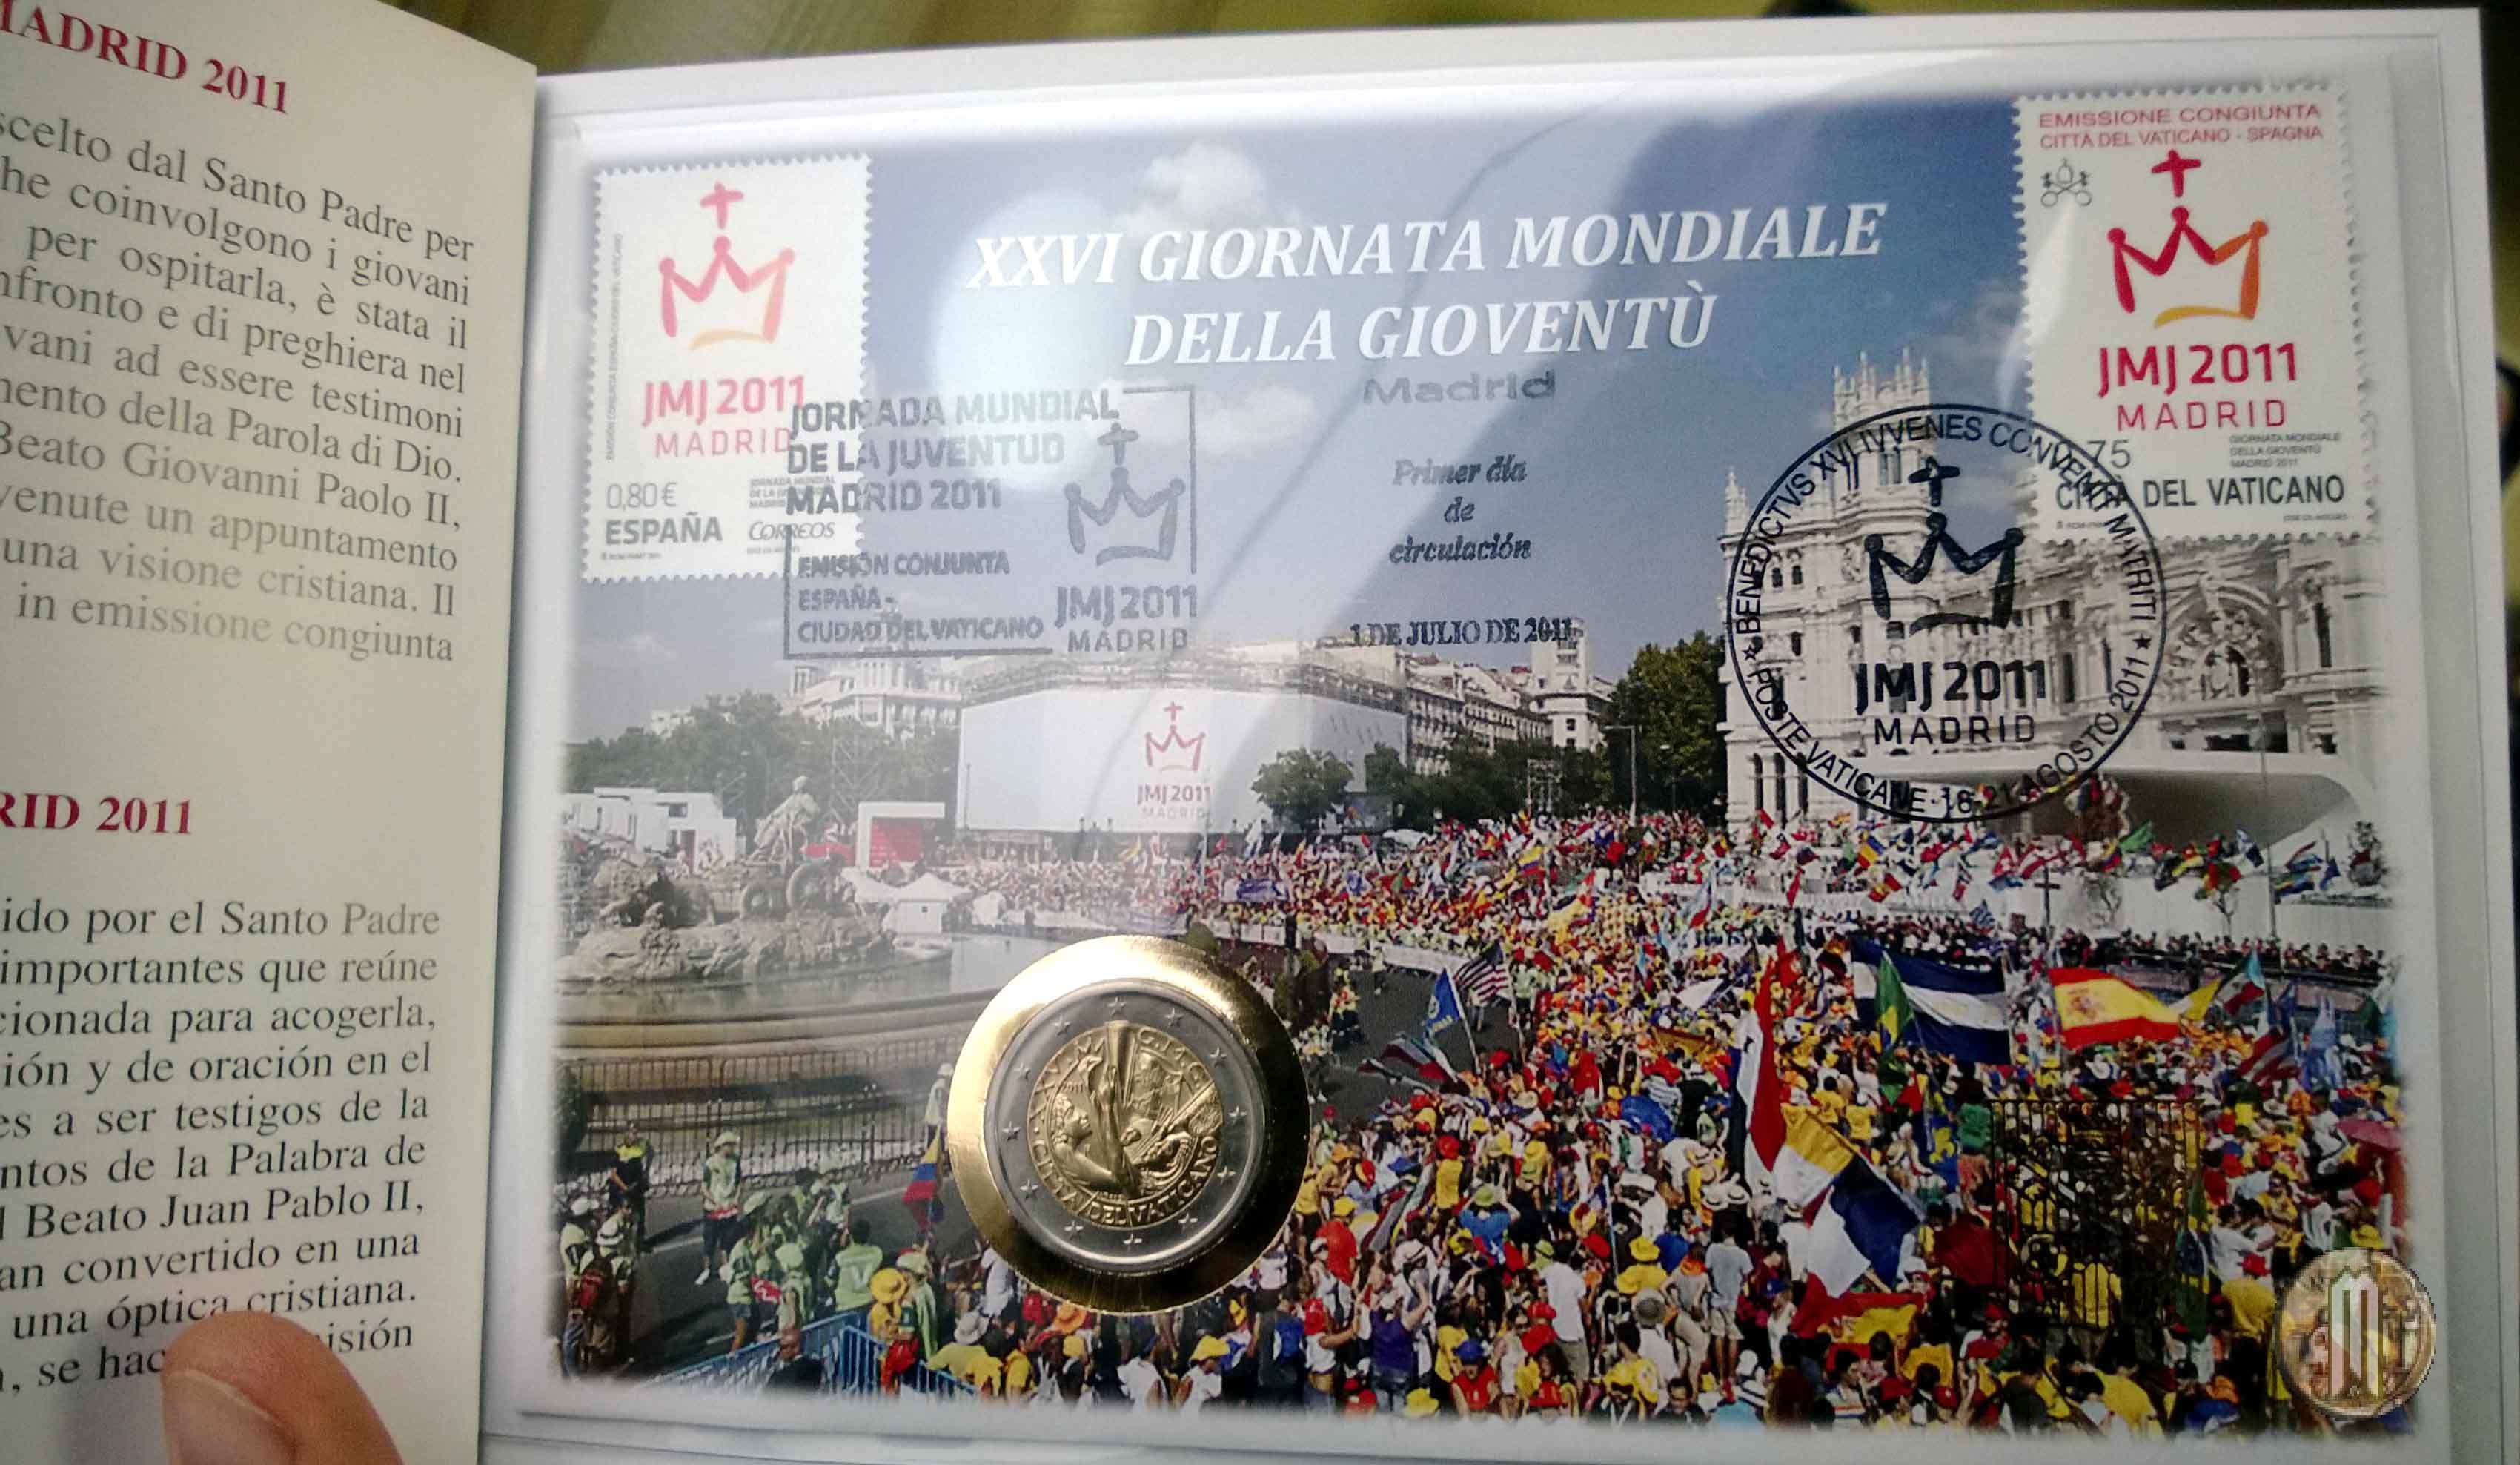 MADRID 2011
scelto dal Santo Padre per
che coinvolgono i giovani
per ospitarla, è stata il
nfronto e di preghiera nel
vani ad essere testimoni
mento della Parola di Dio.
Beato Giovanni Paolo II,
venute un appuntamento
una visione cristiana. Il
in emissione congiunta
RID 2011
ido por el Santo Padre
importantes que reúne
cionada para acogerla,
ión y de oración en el
es a ser testigos de la
ntos de la Palabra de
l Beato Juan Pablo II,
an convertido en una
una óptica cristiana.
, se hac isión
XXVI GIORNATA MONDIALE
DELLA GIOVENTÙ
JMJ 2011
MADRID
0,80€
ESPAÑA
CORREOS
JORNADA MUNDIAL
DE LA JUVENTUD
MADRID 2011
EMISIÓN CONJUNTA
ESPAÑA-
CIUDAD DEL VATICANO
JMJ 2011
MADRID
Madrid
Primer día
de
circulación
1 DE JULIO DE 2011
EMISSIONE CONGIUNTA
CITTÀ DEL VATICANO - SPAGNA
JMJ 2011
MADRID
75
GIORNATA MONDIALE
DELLA GIOVENTÙ
MADRID 2011
CITTÀ DEL VATICANO
BENEDICTVS XVI IVVENES CONVENIT MATRITI
JMJ 2011
MADRID
POSTE VATICANE · 18-21 AGOSTO 2011
JMJ 2011
MADRID
XXVI G.M.G.
2011
CITTA' DEL VATICANO